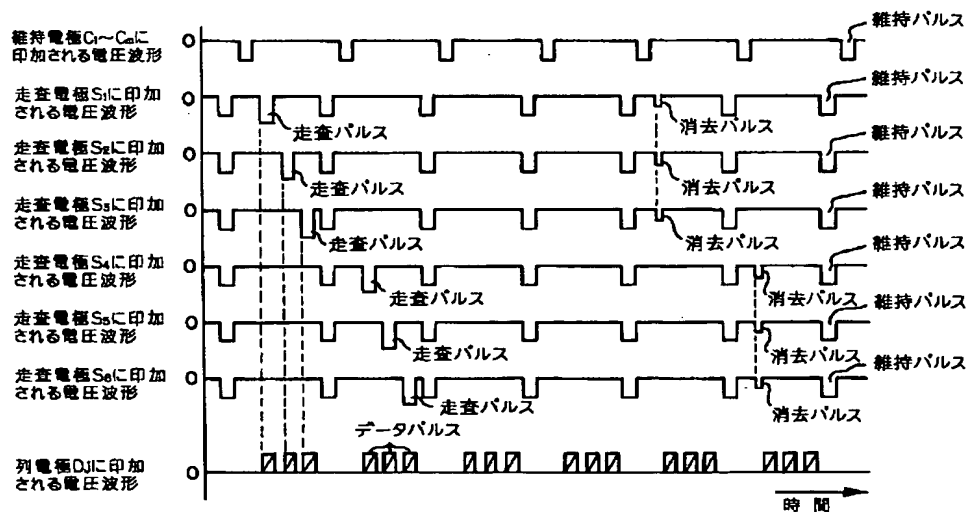 維持電極C₁~Cₘに
印加される電圧波形
O
維持パルス
走査電極S₁に印加
される電圧波形
O
走査パルス
消去パルス
維持パルス
走査電極S₂に印加
される電圧波形
O
走査パルス
消去パルス
維持パルス
走査電極S₃に印加
される電圧波形
O
走査パルス
消去パルス
維持パルス
走査電極S₄に印加
される電圧波形
O
走査パルス
消去パルス
維持パルス
走査電極S₅に印加
される電圧波形
O
走査パルス
消去パルス
維持パルス
走査電極S₆に印加
される電圧波形
O
走査パルス
消去パルス
維持パルス
データパルス
列電極Djに印加
される電圧波形
O
時間